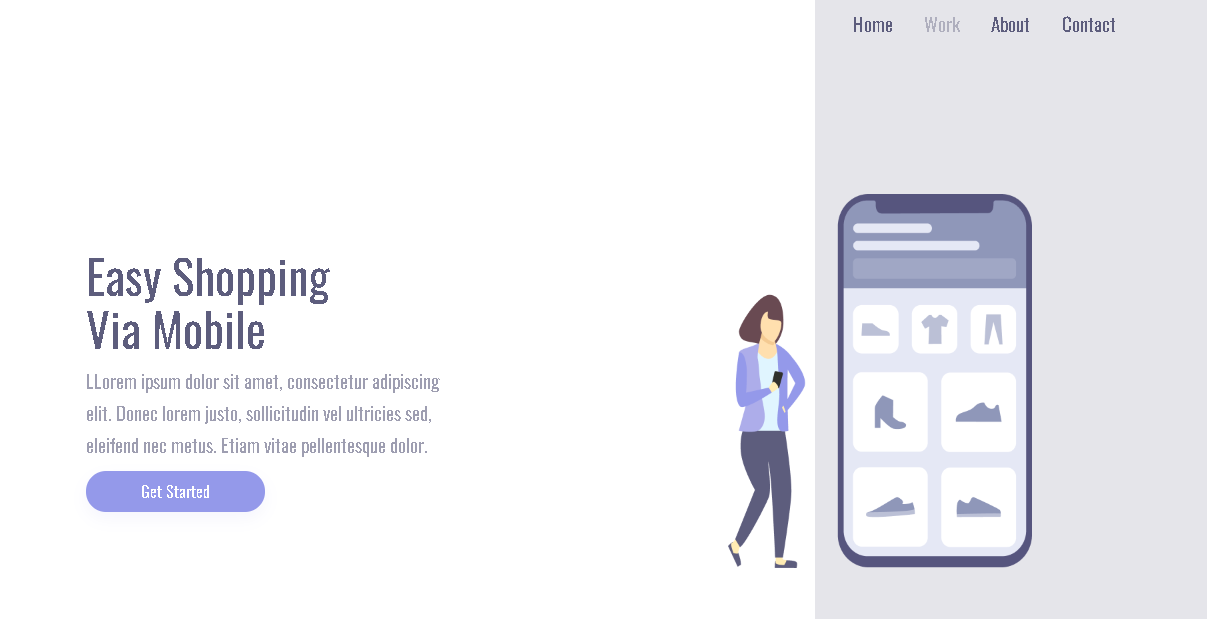 Home Work About Contact
Easy Shopping
Via Mobile
LLorem ipsum dolor sit amet, consectetur adipiscing
elit. Donec lorem justo, sollicitudin vel ultricies sed,
eleifend nec metus. Etiam vitae pellentesque dolor.
Get Started